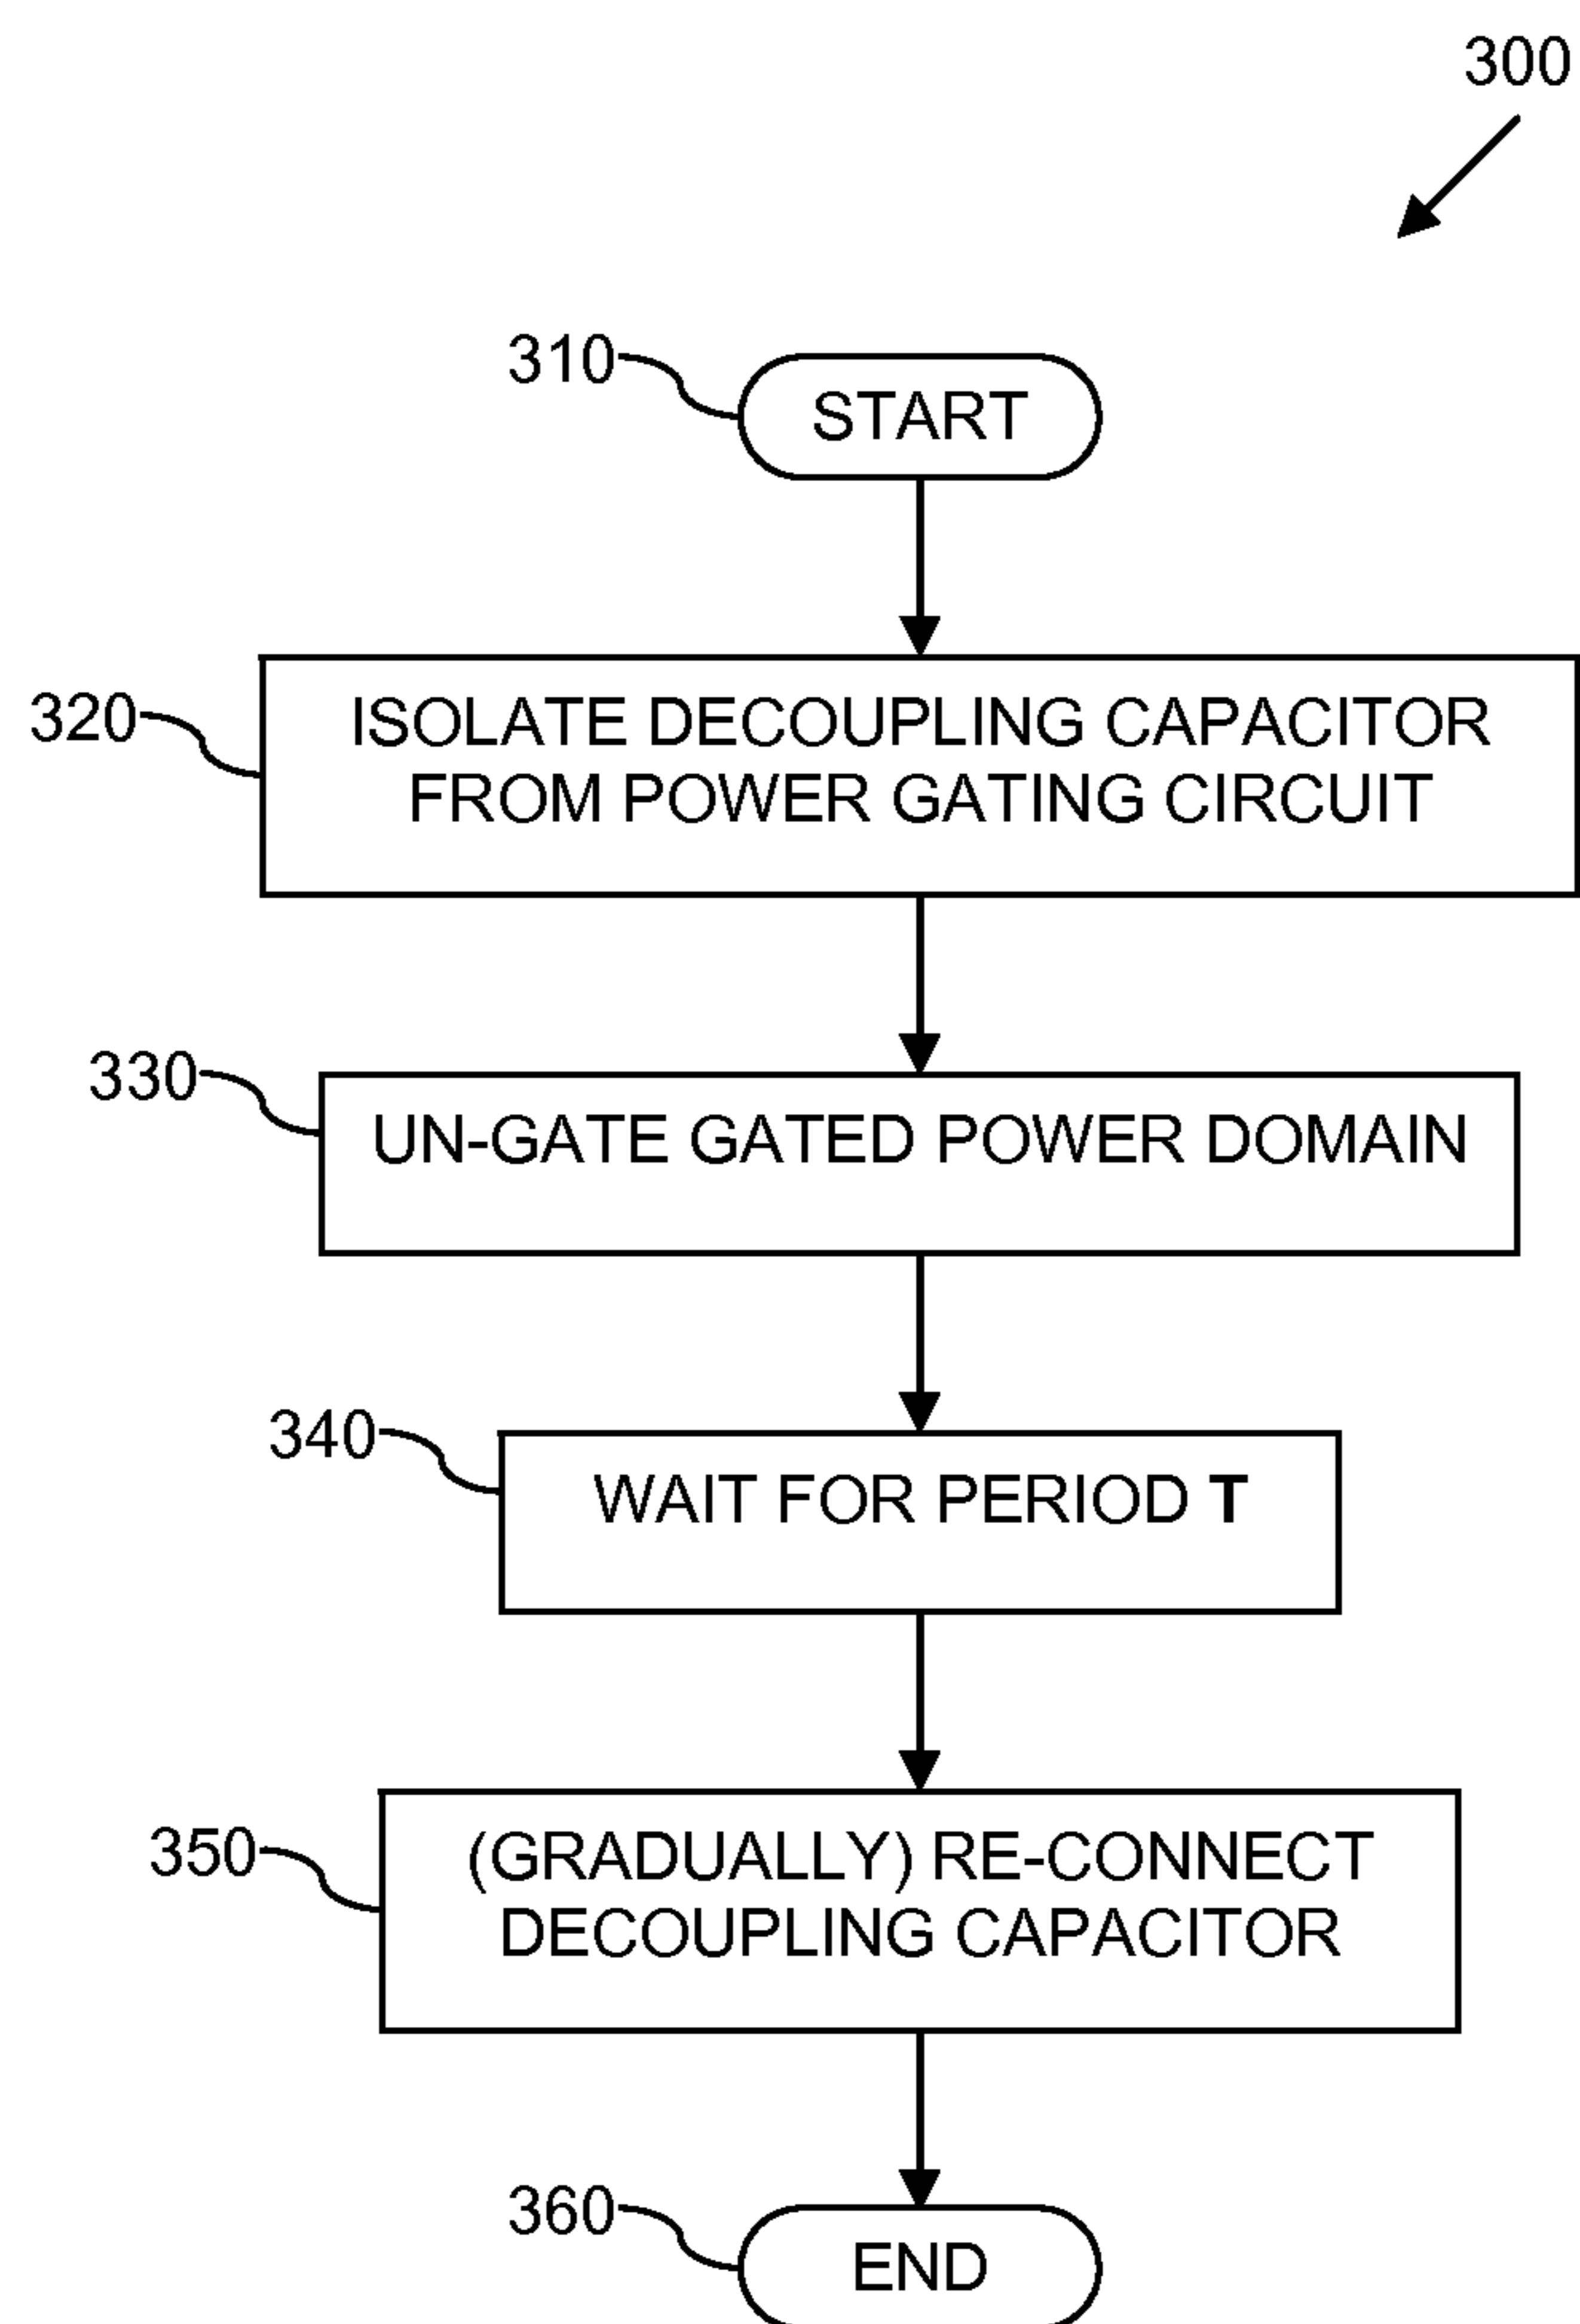 300
310
START
320
ISOLATE DECOUPLING CAPACITOR
FROM POWER GATING CIRCUIT
330
UN-GATE GATED POWER DOMAIN
340
WAIT FOR PERIOD T
350
(GRADUALLY) RE-CONNECT
DECOUPLING CAPACITOR
360
END